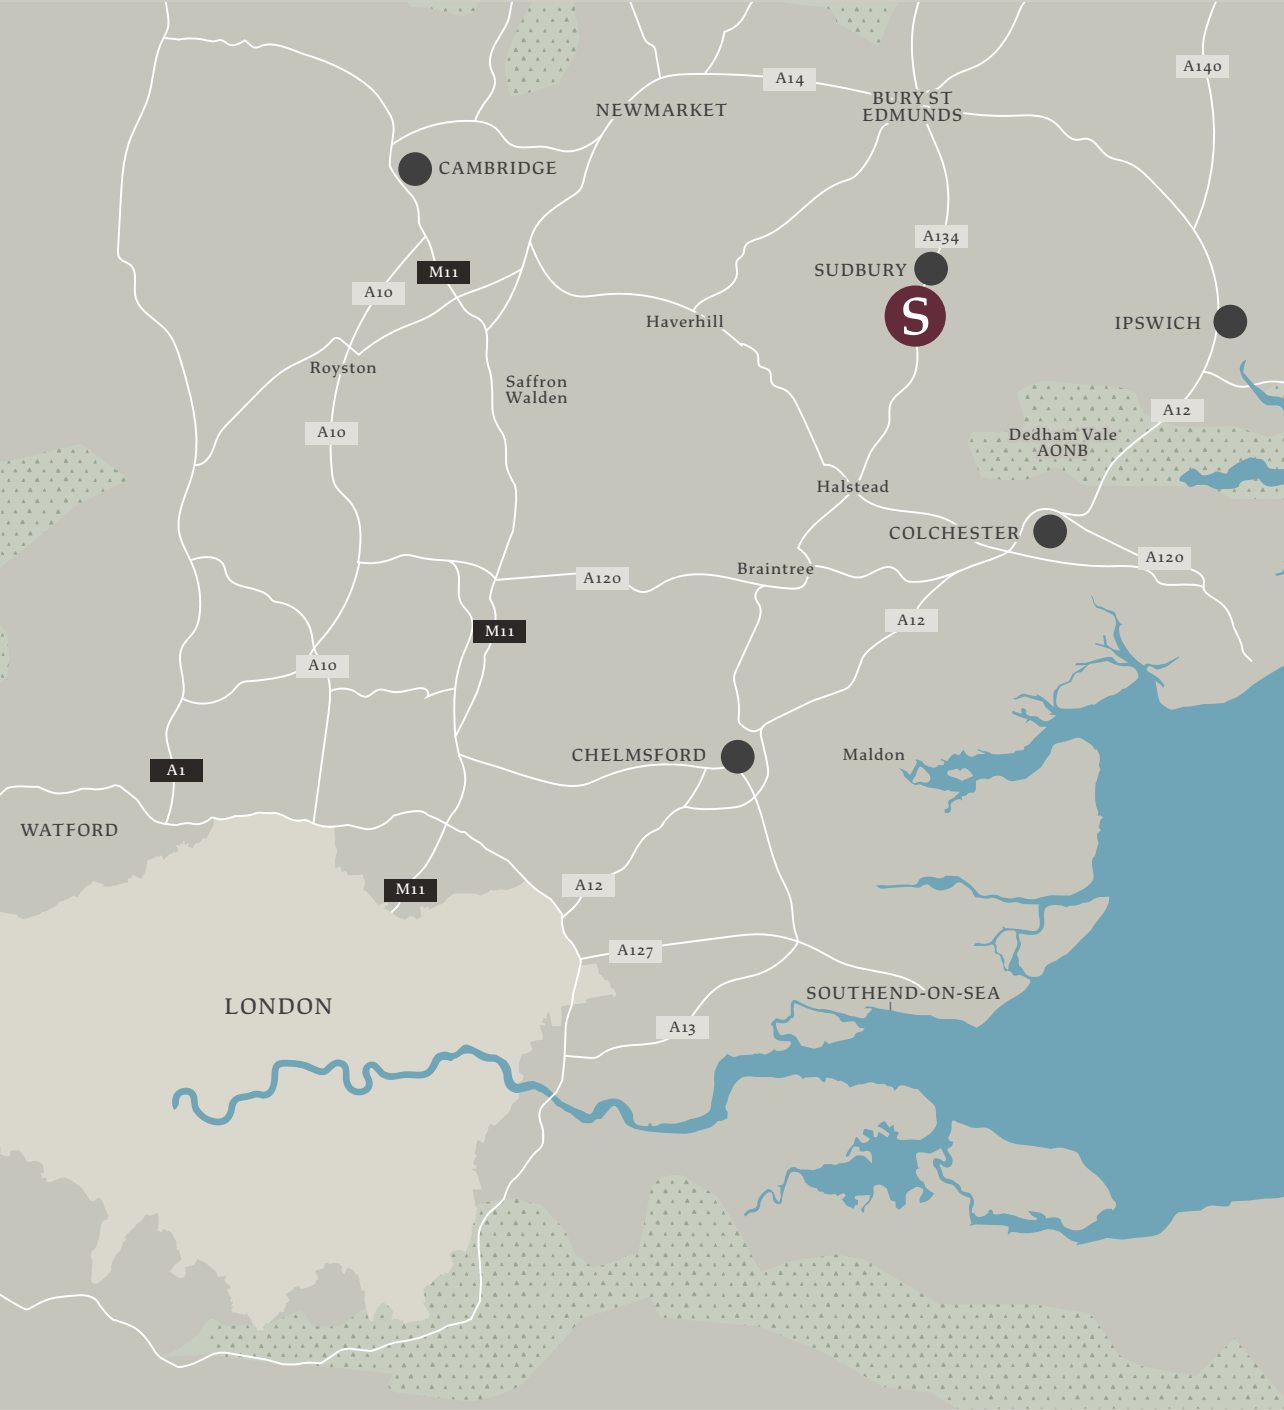 A140
A14
BURY ST
EDMUNDS
NEWMARKET
CAMBRIDGE
A134
SUDBURY
M11
A10
S
Haverhill
IPSWICH
Royston
Saffron
Walden
A12
A10
Dedham Vale
AONB
Halstead
COLCHESTER
A120
Braintree
A120
A12
M11
A10
CHELMSFORD
Maldon
A1
WATFORD
A12
M11
A127
SOUTHEND-ON-SEA
LONDON
A13